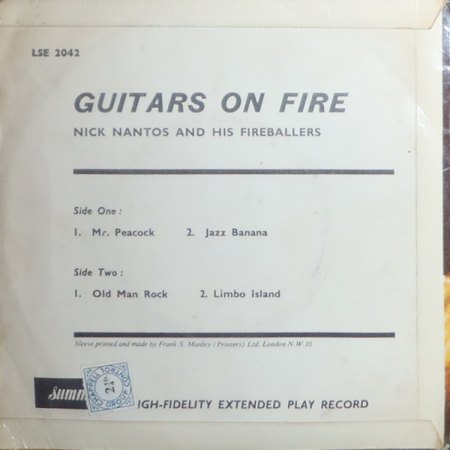 LSE 2042
GUITARS ON FIRE
NICK NANTOS AND HIS FIREBALLERS
Side One :
1. Mr. Peacock 2. Jazz Banana
Side Two :
1. Old Man Rock 2. Limbo Island
Sleeve printed and made by Frank S. Manley (Printers) Ltd. London N.W.10
summ
IGH-FIDELITY EXTENDED PLAY RECORD